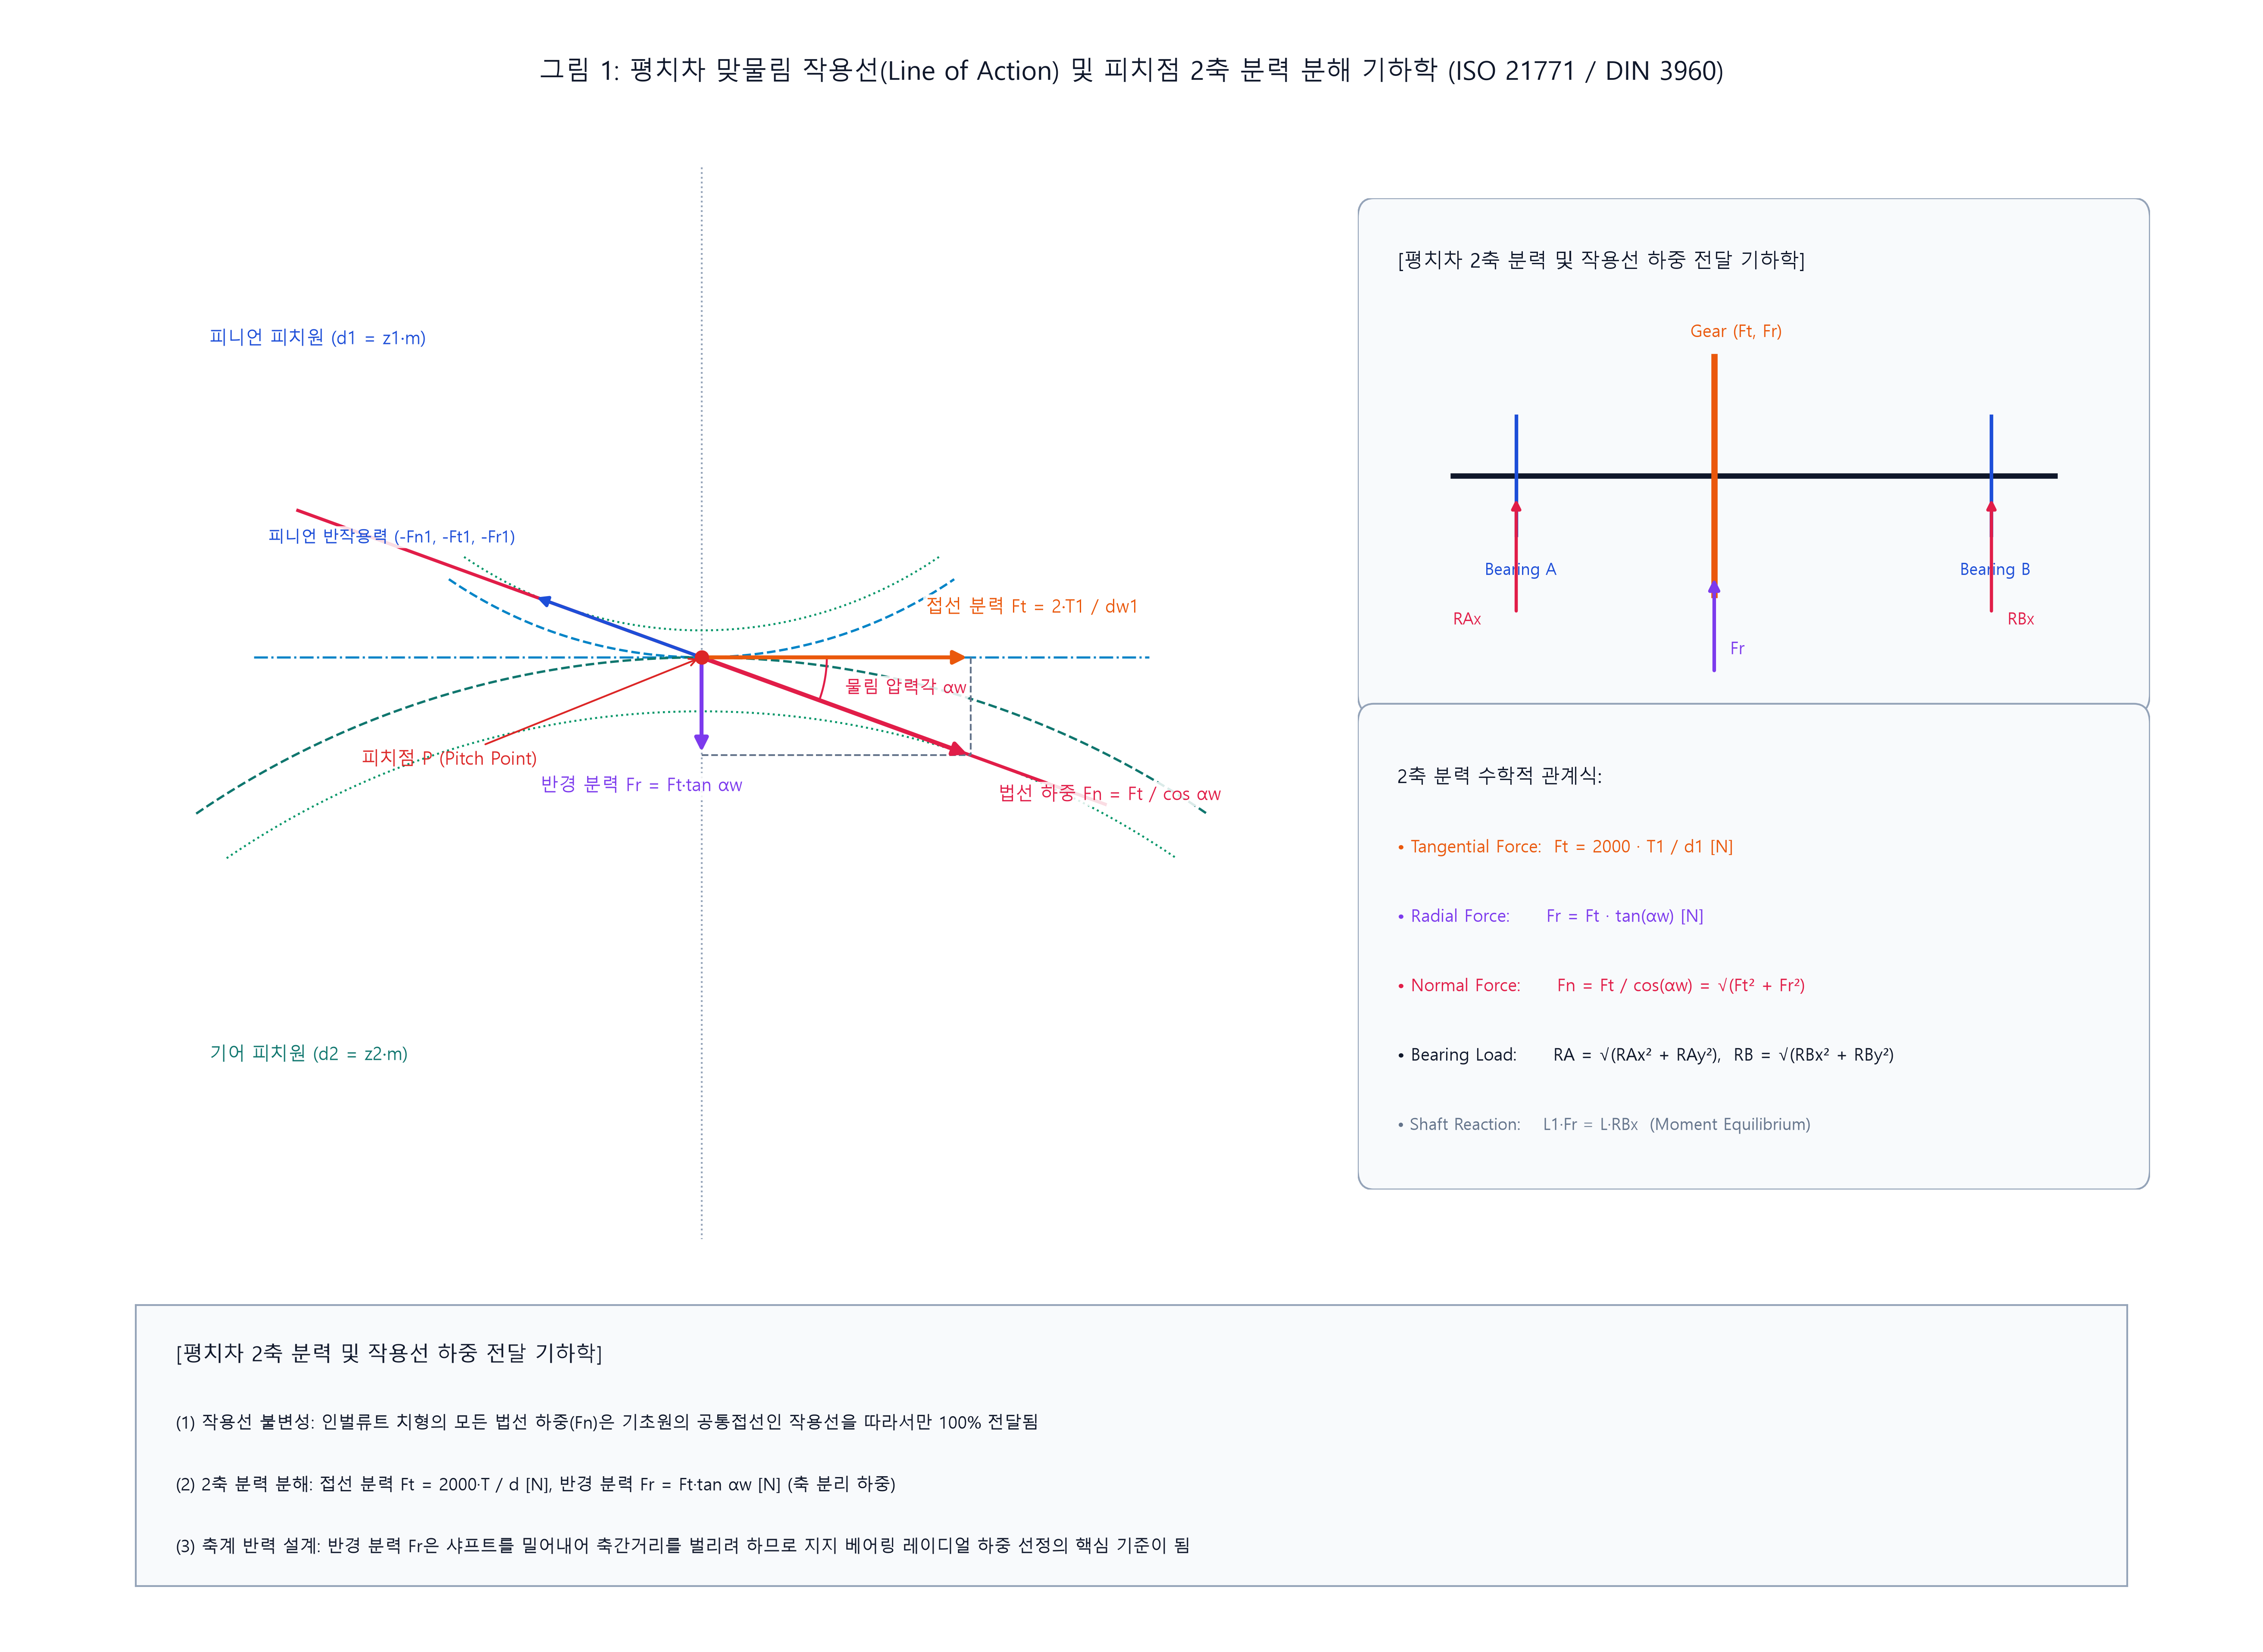 그림 1: 평치차 맞물림 작용선(Line of Action) 및 피치점 2축 분력 분해 기하학 (ISO 21771 / DIN 3960)
피니언 피치원 (d1 = z1·m)
피니언 반작용력 (-Fn1, -Ft1, -Fr1)
접선 분력 Ft = 2·T1 / dw1
물림 압력각 αw
피치점 P (Pitch Point)
반경 분력 Fr = Ft·tan αw
법선 하중 Fn = Ft / cos αw
기어 피치원 (d2 = z2·m)
[평치차 2축 분력 및 작용선 하중 전달 기하학]
Gear (Ft, Fr)
Bearing A
Bearing B
RAx
RBx
Fr
2축 분력 수학적 관계식:
• Tangential Force: Ft = 2000 · T1 / d1 [N]
• Radial Force: Fr = Ft · tan(αw) [N]
• Normal Force: Fn = Ft / cos(αw) = √(Ft² + Fr²)
• Bearing Load: RA = √(RAx² + RAy²), RB = √(RBx² + RBy²)
• Shaft Reaction: L1·Fr = L·RBx (Moment Equilibrium)
[평치차 2축 분력 및 작용선 하중 전달 기하학]
(1) 작용선 불변성: 인벌류트 치형의 모든 법선 하중(Fn)은 기초원의 공통접선인 작용선을 따라서만 100% 전달됨
(2) 2축 분력 분해: 접선 분력 Ft = 2000·T / d [N], 반경 분력 Fr = Ft·tan αw [N] (축 분리 하중)
(3) 축계 반력 설계: 반경 분력 Fr은 샤프트를 밀어내어 축간거리를 벌리려 하므로 지지 베어링 레이디얼 하중 선정의 핵심 기준이 됨